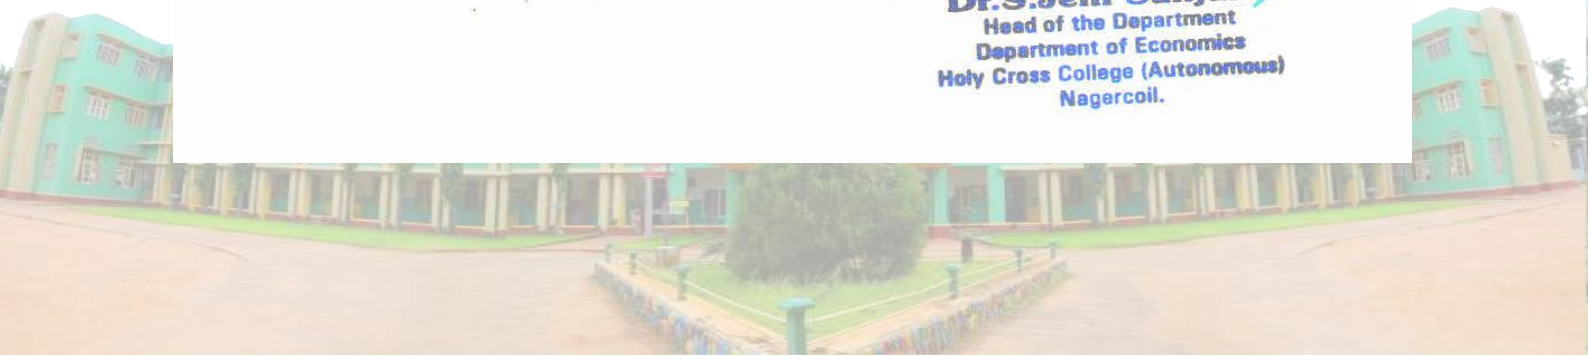 Head of the Department
Department of Economics
Holy Cross College (Autonomous)
Nagercoil.